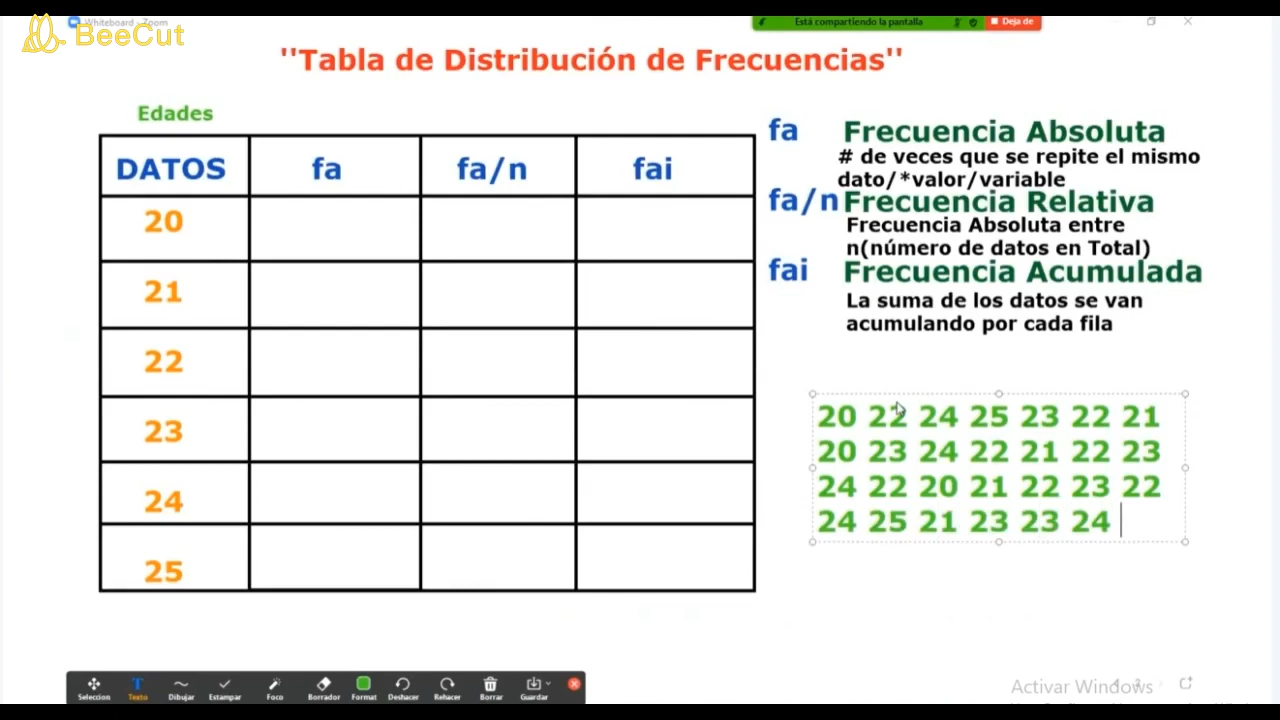 Whiteboard - Zoom
Está compartiendo la pantalla
Deja de
BeeCut
''Tabla de Distribución de Frecuencias''
Edades
DATOS fa fa/n fai
20
21
22
23
24
25
fa Frecuencia Absoluta
# de veces que se repite el mismo
dato/*valor/variable
fa/n Frecuencia Relativa
Frecuencia Absoluta entre
n(número de datos en Total)
fai Frecuencia Acumulada
La suma de los datos se van
acumulando por cada fila
20 22 24 25 23 22 21
20 23 24 22 21 22 23
24 22 20 21 22 23 22
24 25 21 23 23 24
Seleccion Texto Dibujar Estampar Foco Borrador Format Deshacer Rehacer Borrar Guardar
Activar Windows